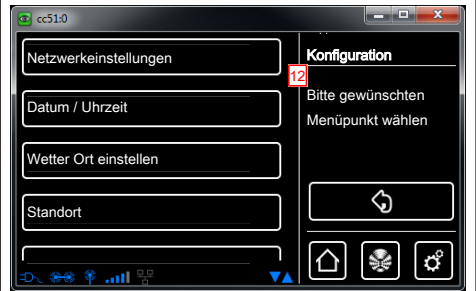 cc51:0
Netzwerkeinstellungen
Datum / Uhrzeit
Wetter Ort einstellen
Standort
Konfiguration
12
Bitte gewünschten
Menüpunkt wählen